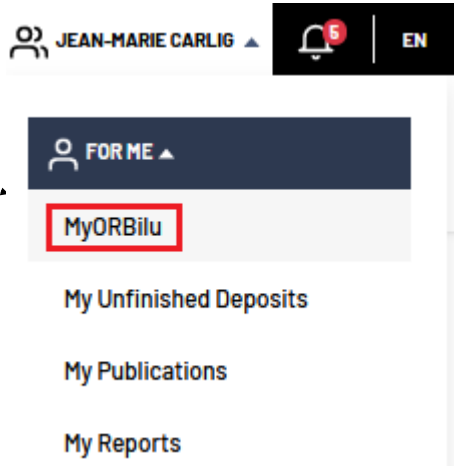 JEAN-MARIE CARLIG 5 EN
FOR ME
MyORBilu
My Unfinished Deposits
My Publications
My Reports